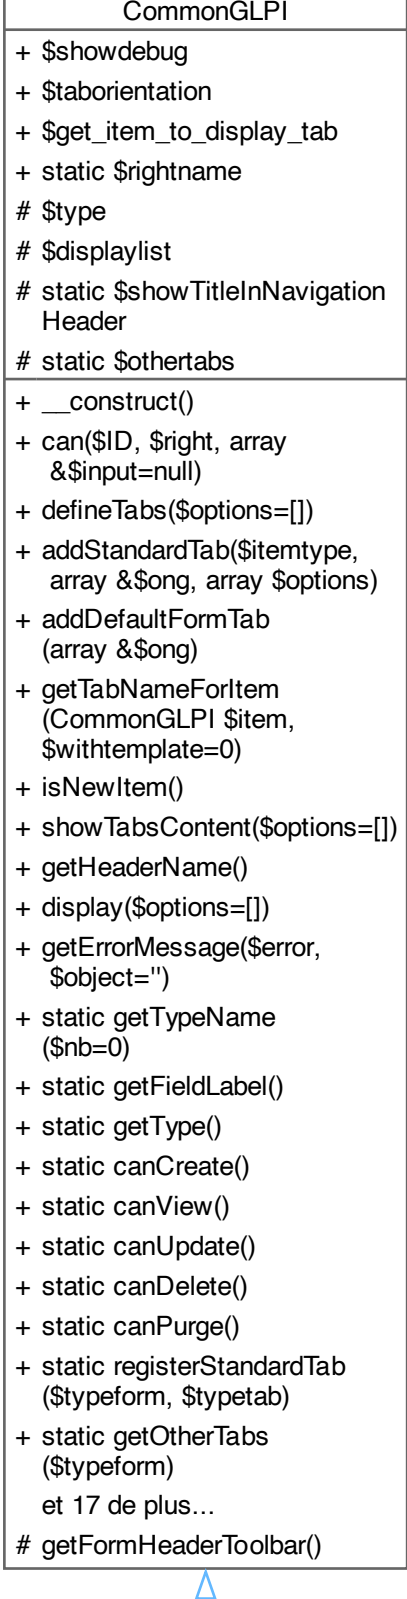 CommonGLPI
+ $showdebug
+ $taborientation
+ $get_item_to_display_tab
+ static $rightname
# $type
# $displaylist
# static $showTitleInNavigation
Header
# static $othertabs
+ __construct()
+ can($ID, $right, array
&$input=null)
+ defineTabs($options=[])
+ addStandardTab($itemtype,
array &$ong, array $options)
+ addDefaultFormTab
(array &$ong)
+ getTabNameForItem
(CommonGLPI $item,
$withtemplate=0)
+ isNewItem()
+ showTabsContent($options=[])
+ getHeaderName()
+ display($options=[])
+ getErrorMessage($error,
$object='')
+ static getTypeName
($nb=0)
+ static getFieldLabel()
+ static getType()
+ static canCreate()
+ static canView()
+ static canUpdate()
+ static canDelete()
+ static canPurge()
+ static registerStandardTab
($typeform, $typetab)
+ static getOtherTabs
($typeform)
et 17 de plus...
# getFormHeaderToolbar()